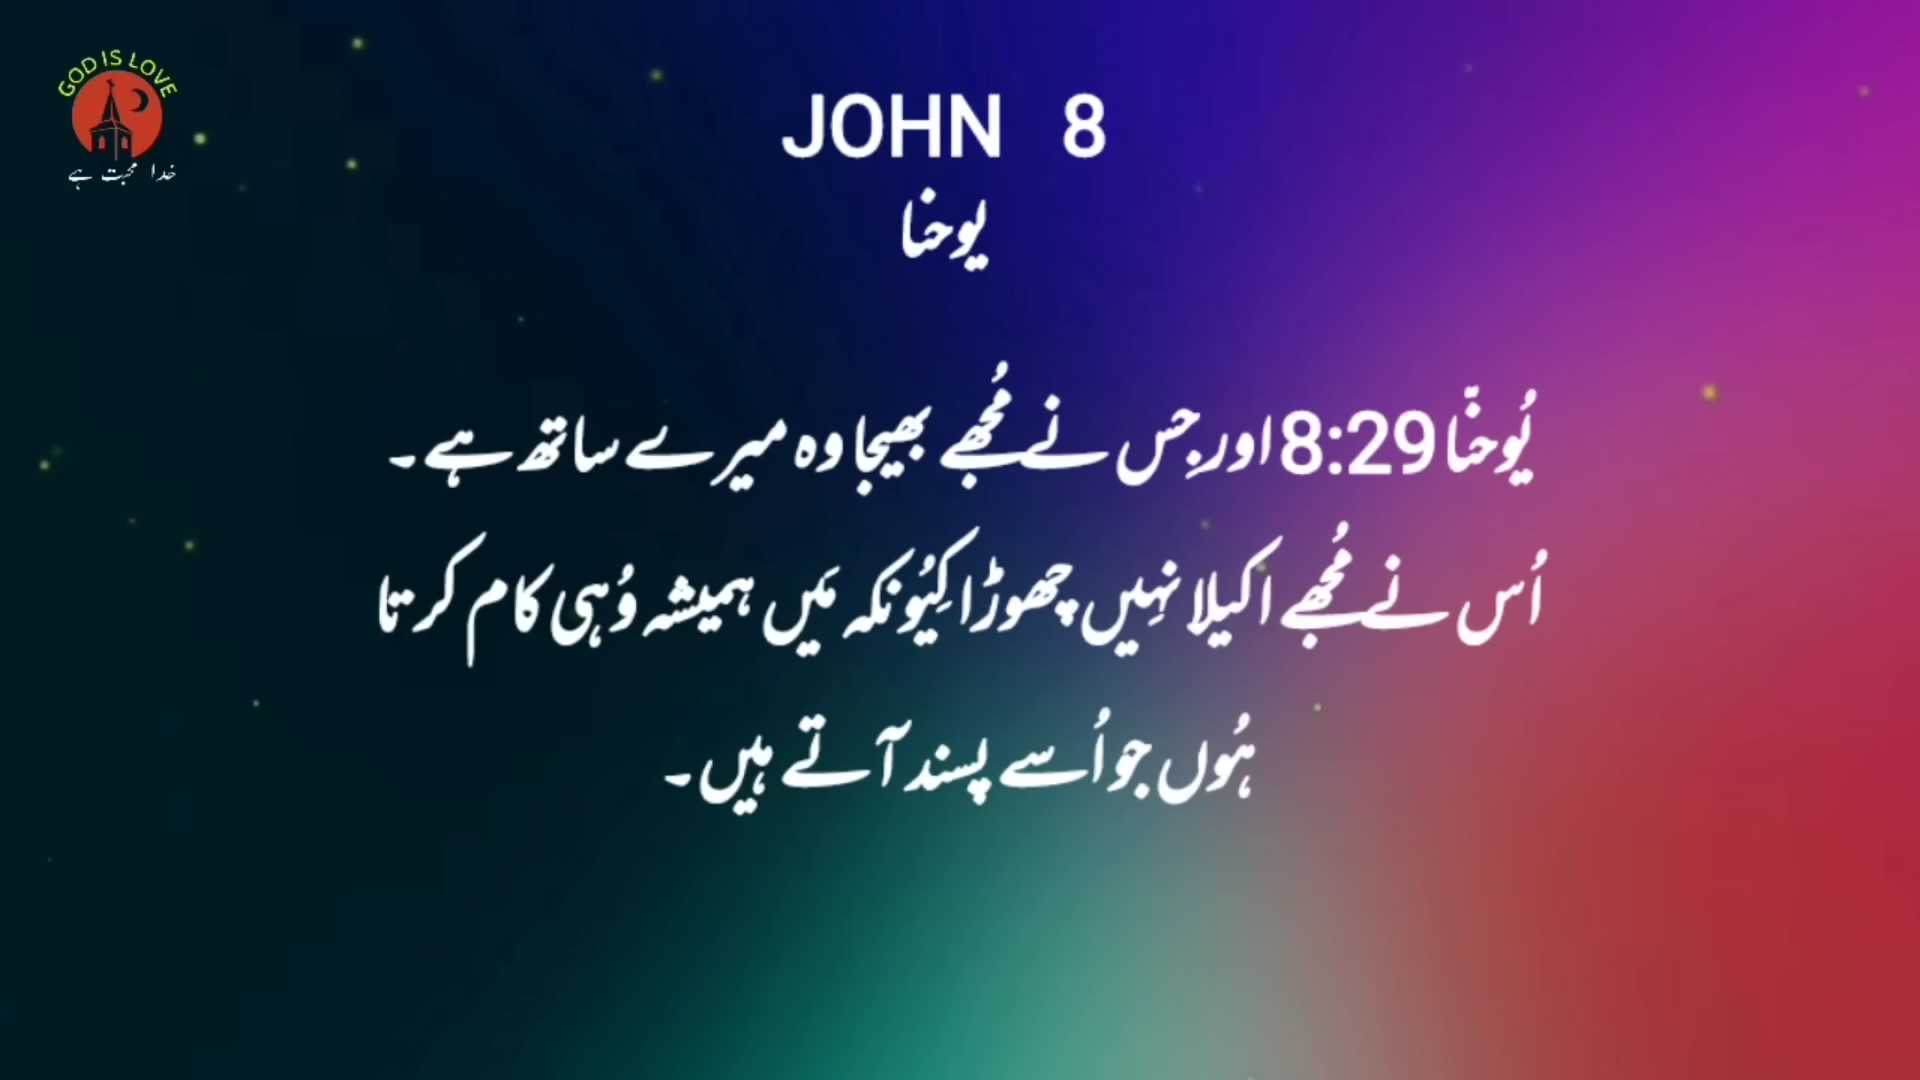 GOD IS LOVE
خدا محبت ہے
JOHN 8
یوحنا
یُوحنّا 8:29 اور جِس نے مُجھے بھیجا وہ میرے ساتھ ہے۔
اُس نے مُجھے اکیلا نہِیں چھوڑا کِیُونکہ مَیں ہمیشہ وُہی کام کرتا
ہُوں جو اُسے پسند آتے ہیں۔